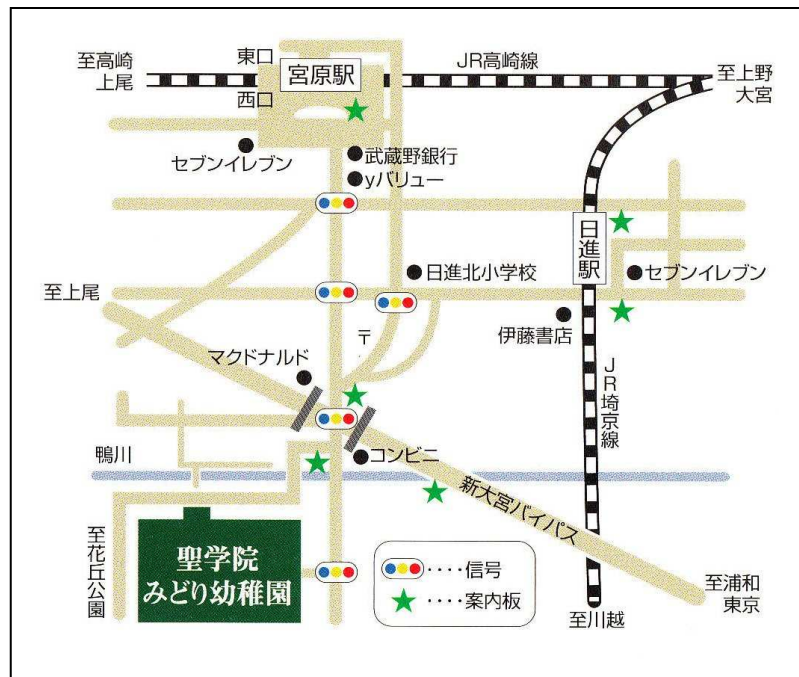 至高崎
上尾
東口
宮原駅
西口
JR高崎線
至上野
大宮
セブンイレブン
武蔵野銀行
yバリュー
日進駅
日進北小学校
セブンイレブン
至上尾
伊藤書店
〒
マクドナルド
JR埼京線
鴨川
コンビニ
新大宮バイパス
至花丘公園
聖学院
みどり幼稚園
‥‥信号
‥‥案内板
至浦和
東京
至川越